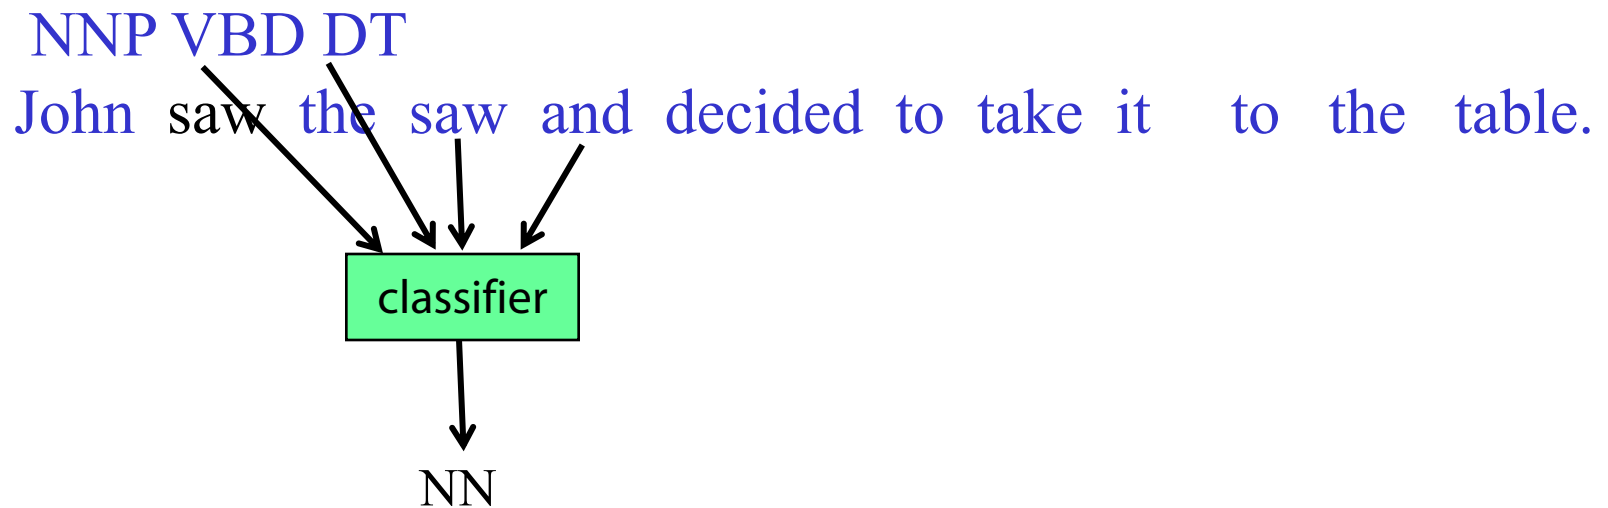 NNP VBD DT
John saw the saw and decided to take it to the table.
classifier
NN